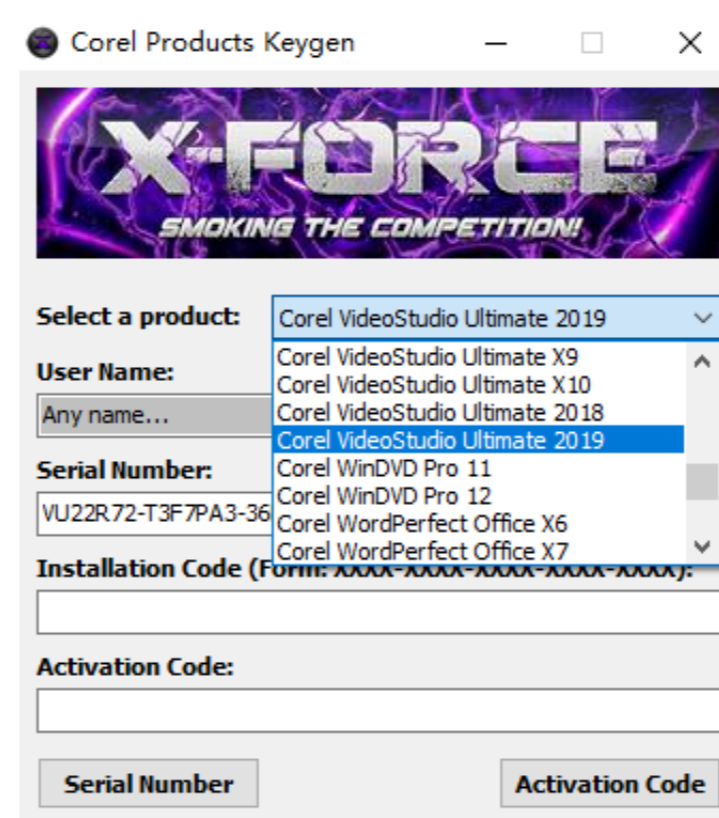 Corel Products Keygen
X-FORCE
SMOKING THE COMPETITION!
Select a product:
Corel VideoStudio Ultimate 2019
Corel VideoStudio Ultimate X9
Corel VideoStudio Ultimate X10
Corel VideoStudio Ultimate 2018
Corel VideoStudio Ultimate 2019
Corel WinDVD Pro 11
Corel WinDVD Pro 12
Corel WordPerfect Office X6
Corel WordPerfect Office X7
User Name:
Any name...
Serial Number:
VU22R72-T3F7PA3-36
Installation Code (Form: XXXX-XXXX-XXXX-XXXX-XXXX):
Activation Code:
Serial Number
Activation Code